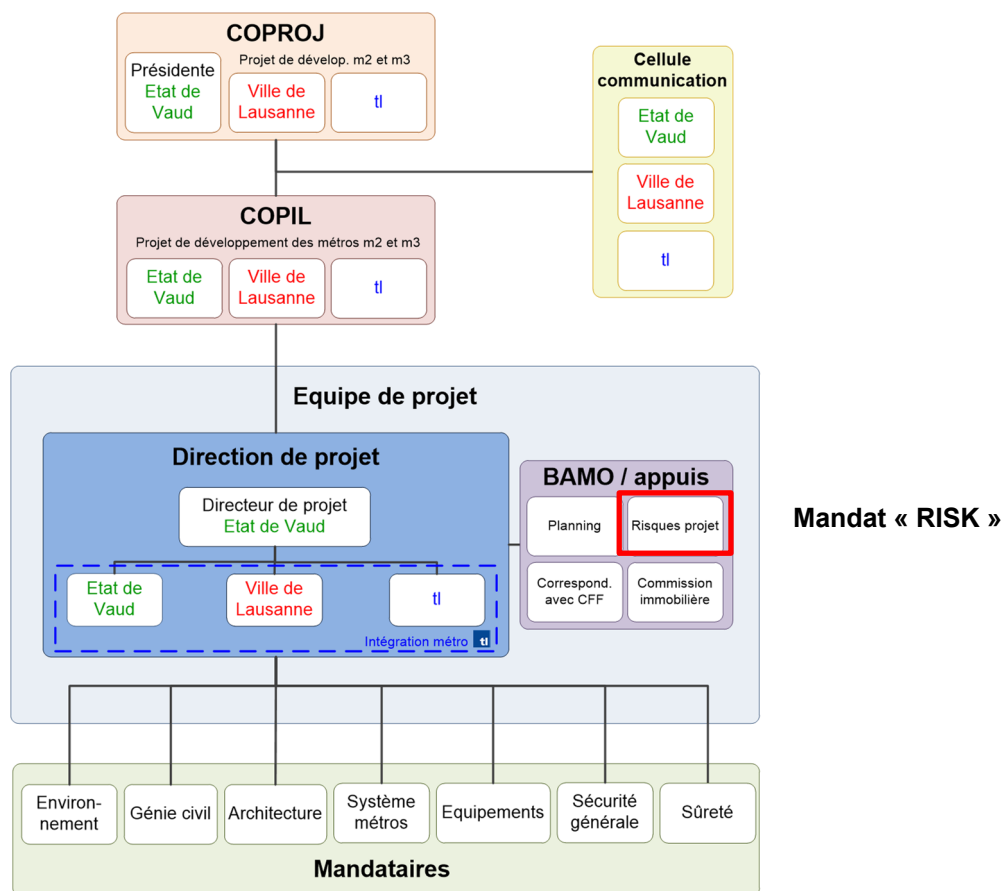 COPROJ
Projet de dévelop. m2 et m3
Présidente
Etat de
Vaud
Ville de
Lausanne
tl
Cellule
communication
Etat de
Vaud
Ville de
Lausanne
tl
COPIL
Projet de développement des métros m2 et m3
Etat de
Vaud
Ville de
Lausanne
tl
Equipe de projet
Direction de projet
Directeur de projet
Etat de Vaud
Etat de
Vaud
Ville de
Lausanne
tl
Intégration métro tl
BAMO / appuis
Planning
Risques projet
Correspond.
avec CFF
Commission
immobilière
Mandat « RISK »
Environ-
nement
Génie civil
Architecture
Système
métros
Equipements
Sécurité
générale
Sûreté
Mandataires